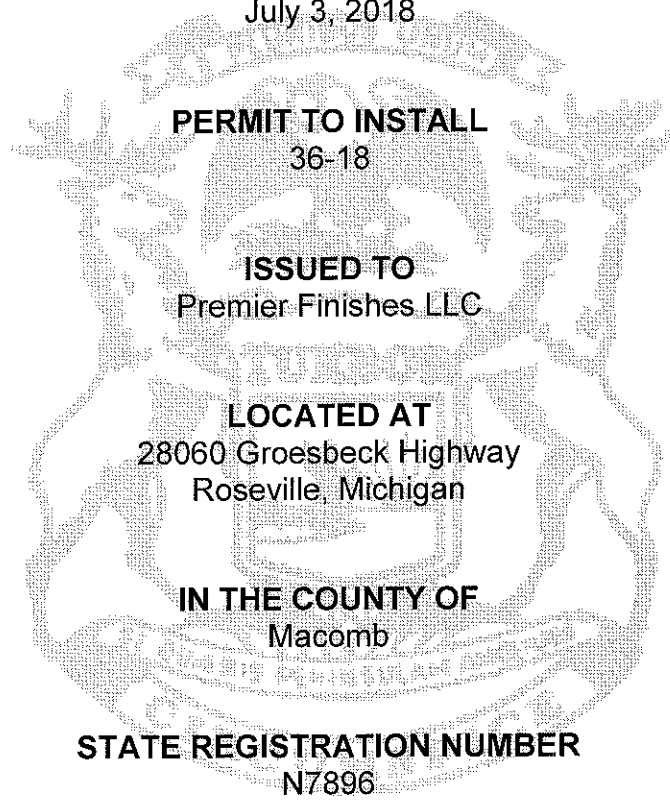 July 3, 2018
PERMIT TO INSTALL
36-18
ISSUED TO
Premier Finishes LLC
LOCATED AT
28060 Groesbeck Highway
Roseville, Michigan
IN THE COUNTY OF
Macomb
STATE REGISTRATION NUMBER
N7896